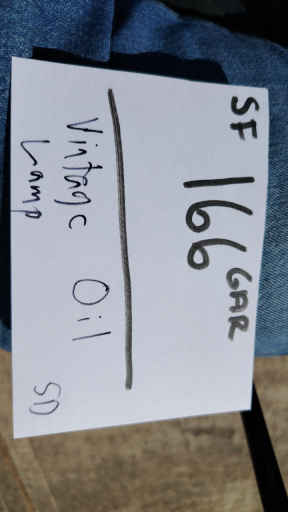 SF 166 GAR
Vintage Oil
Lamp
SD